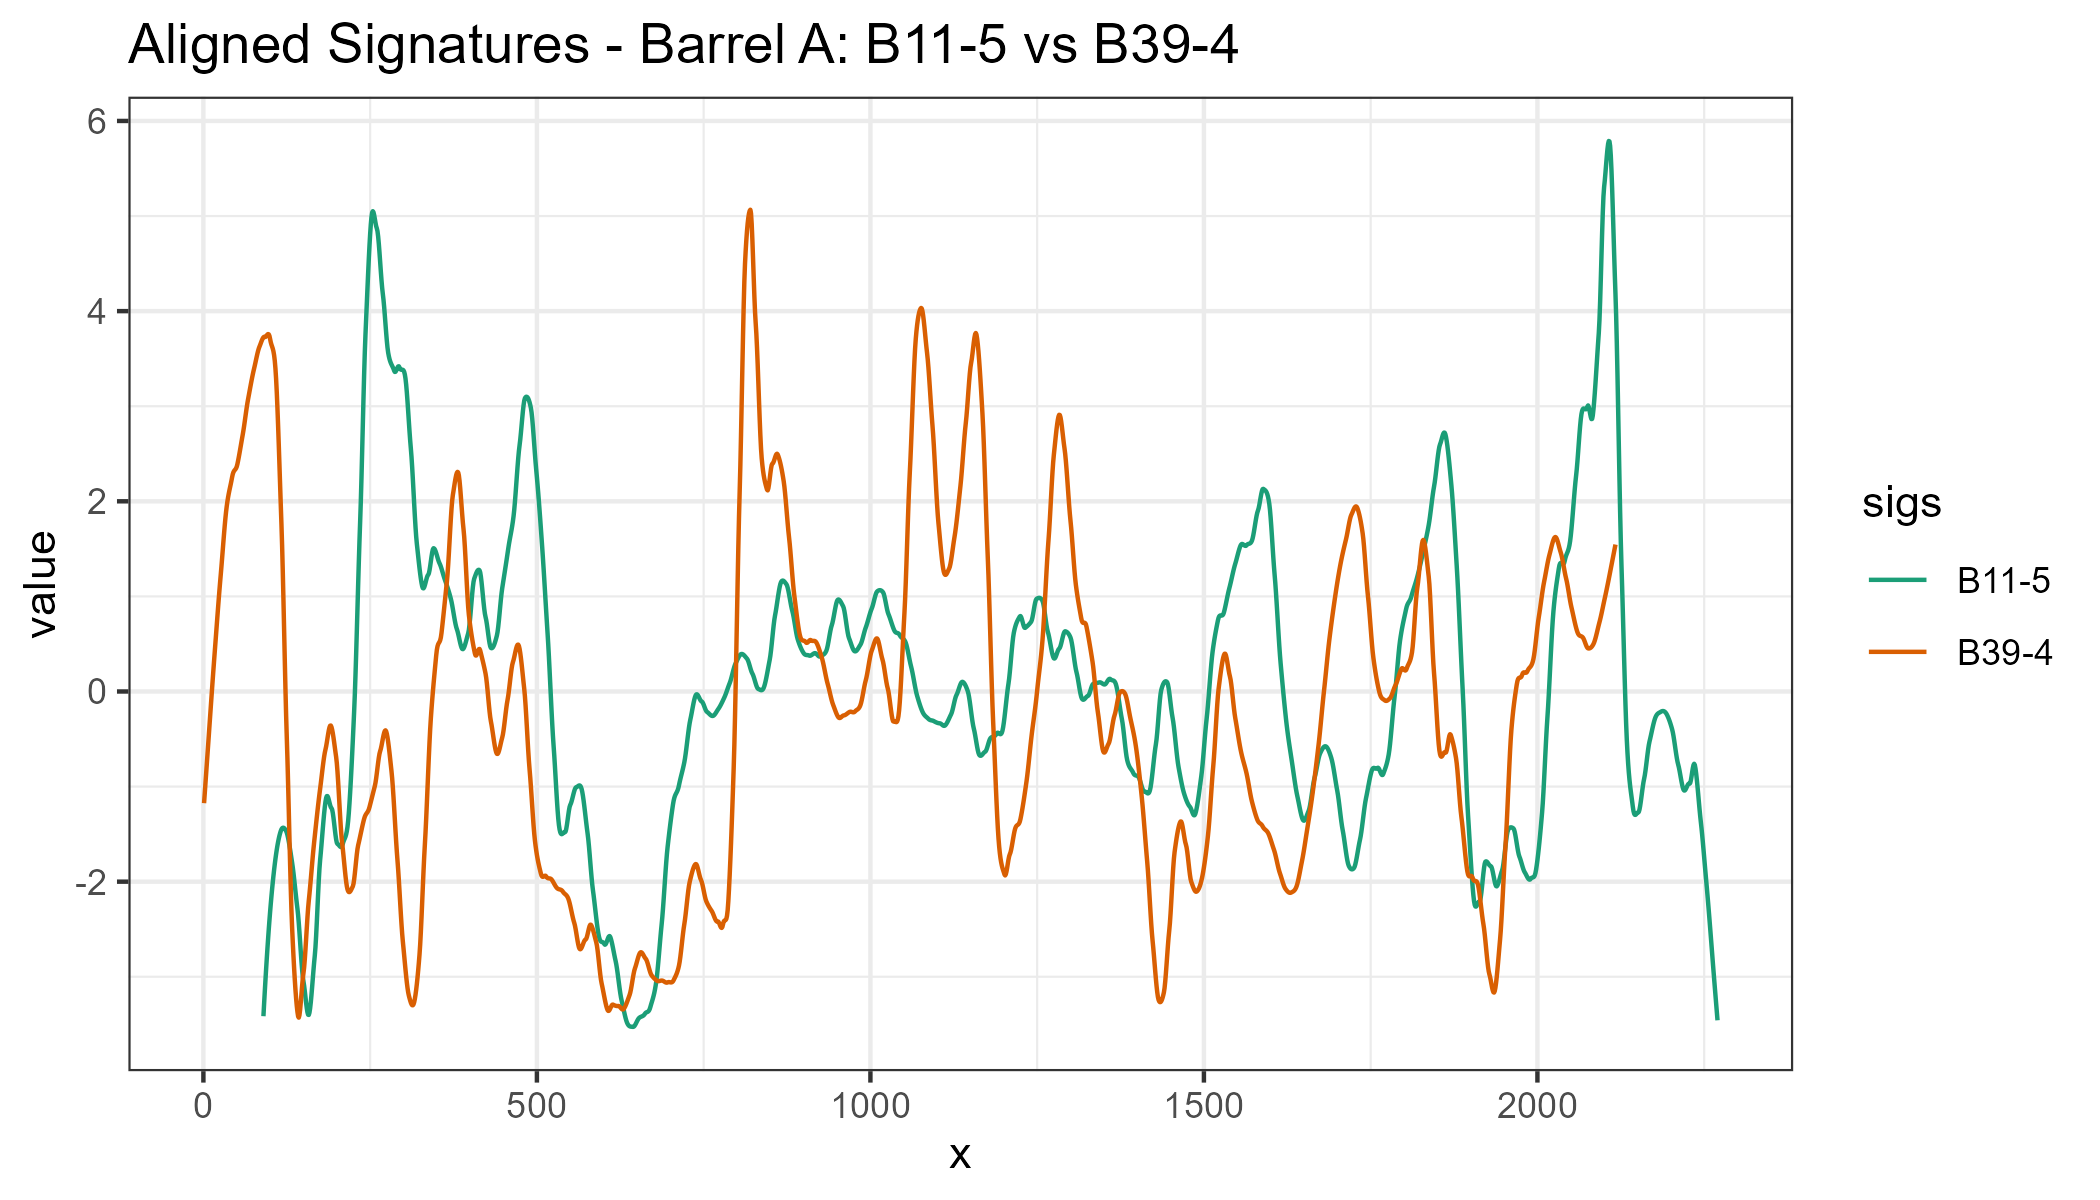 Aligned Signatures - Barrel A: B11-5 vs B39-4
6
4
2
0
-2
value
0 500 1000 1500 2000
x
sigs
B11-5
B39-4